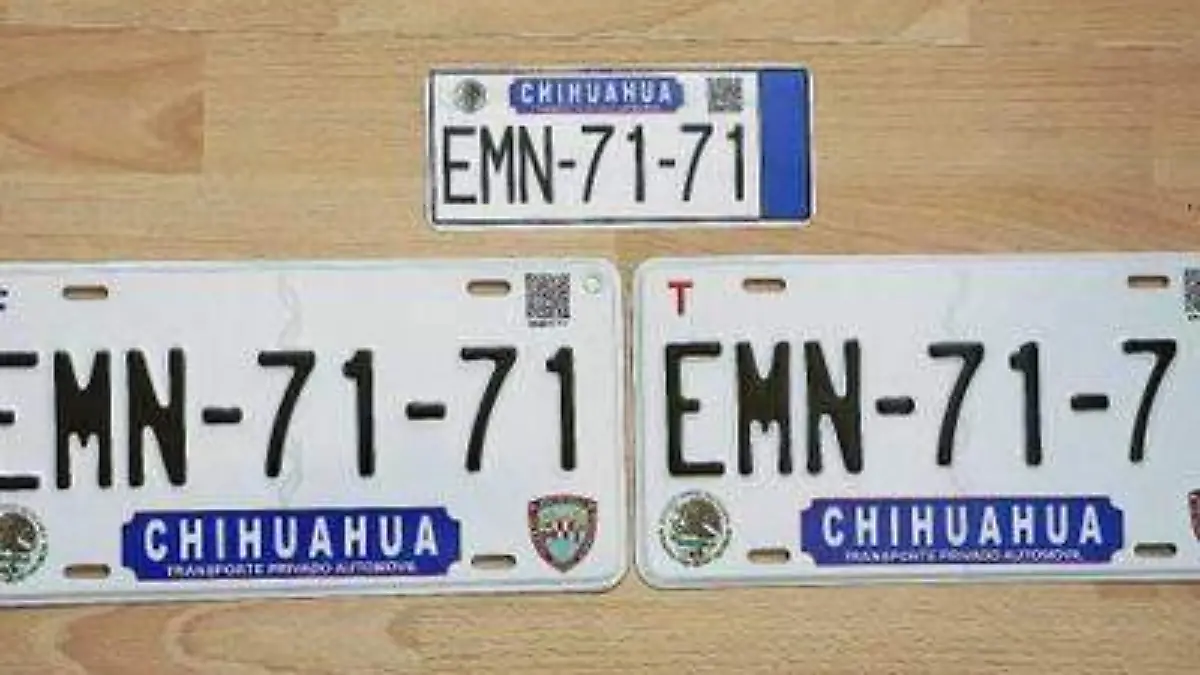 CHIHUAHUA
EMN-71-71
EMN-71-71
CHIHUAHUA
TRANSPORTE PRIVADO AUTOMOVIL
T
EMN-71-7
CHIHUAHUA
TRANSPORTE PRIVADO AUTOMOVIL